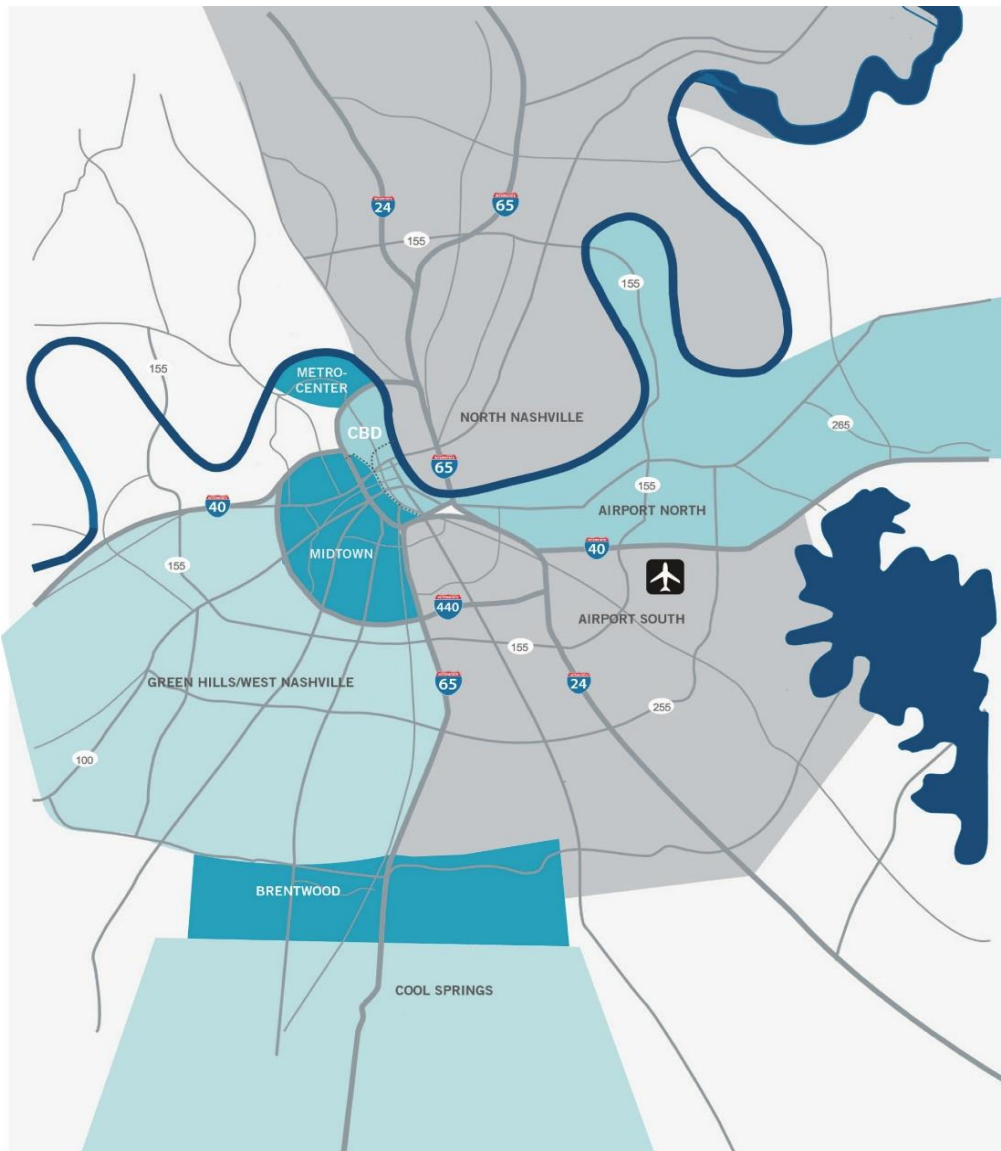 24
65
155
155
155
METRO-
CENTER
CBD
NORTH NASHVILLE
265
65
155
40
AIRPORT NORTH
MIDTOWN
40
155
440
AIRPORT SOUTH
155
GREEN HILLS/WEST NASHVILLE
65
24
255
100
BRENTWOOD
COOL SPRINGS